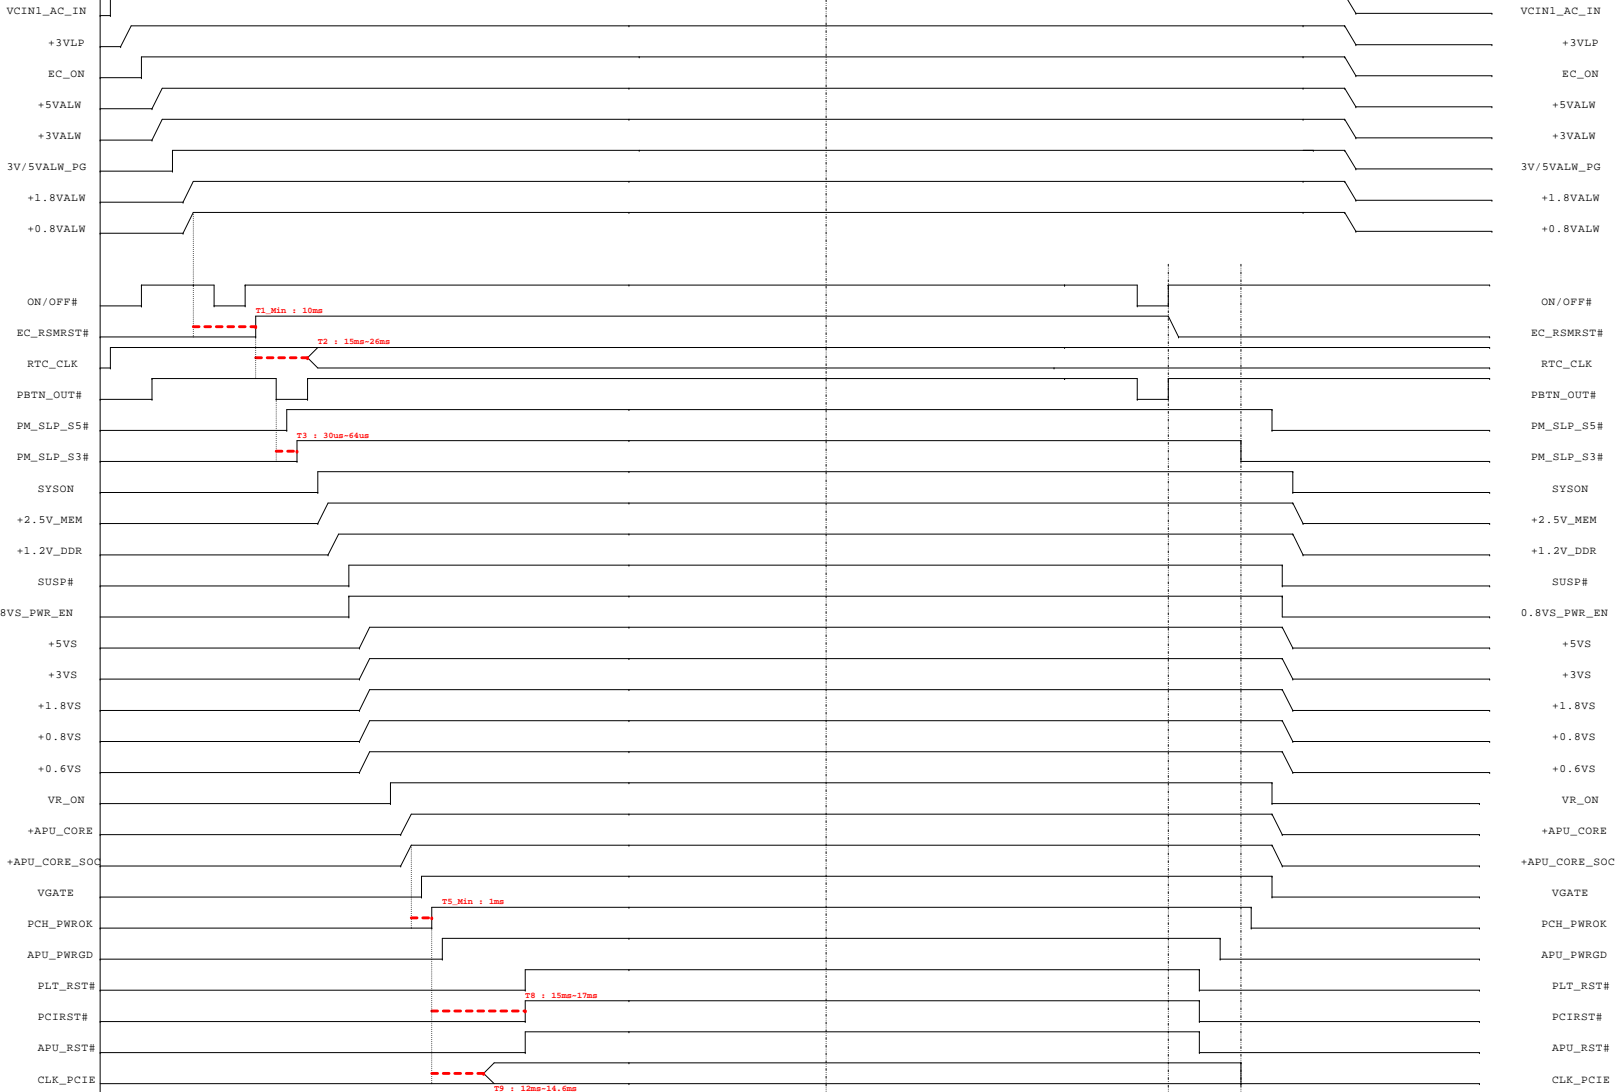 VCIN1_AC_IN VCIN1_AC_IN
+3VLP +3VLP
EC_ON EC_ON
+5VALW +5VALW
+3VALW +3VALW
3V/5VALW_PG 3V/5VALW_PG
+1.8VALW +1.8VALW
+0.8VALW +0.8VALW
ON/OFF# ON/OFF#
T1_Min : 10ms
EC_RSMRST# EC_RSMRST#
T2 : 15ms-26ms
RTC_CLK RTC_CLK
PBTN_OUT# PBTN_OUT#
PM_SLP_S5# PM_SLP_S5#
T3 : 30us-64us
PM_SLP_S3# PM_SLP_S3#
SYSON SYSON
+2.5V_MEM +2.5V_MEM
+1.2V_DDR +1.2V_DDR
SUSP# SUSP#
8VS_PWR_EN 0.8VS_PWR_EN
+5VS +5VS
+3VS +3VS
+1.8VS +1.8VS
+0.8VS +0.8VS
+0.6VS +0.6VS
VR_ON VR_ON
+APU_CORE +APU_CORE
+APU_CORE_SOC +APU_CORE_SOC
VGATE VGATE
T5_Min : 1ms
PCH_PWROK PCH_PWROK
APU_PWRGD APU_PWRGD
PLT_RST# PLT_RST#
T8 : 15ms-17ms
PCIRST# PCIRST#
APU_RST# APU_RST#
CLK_PCIE CLK_PCIE
T9 : 12ms-14.6ms